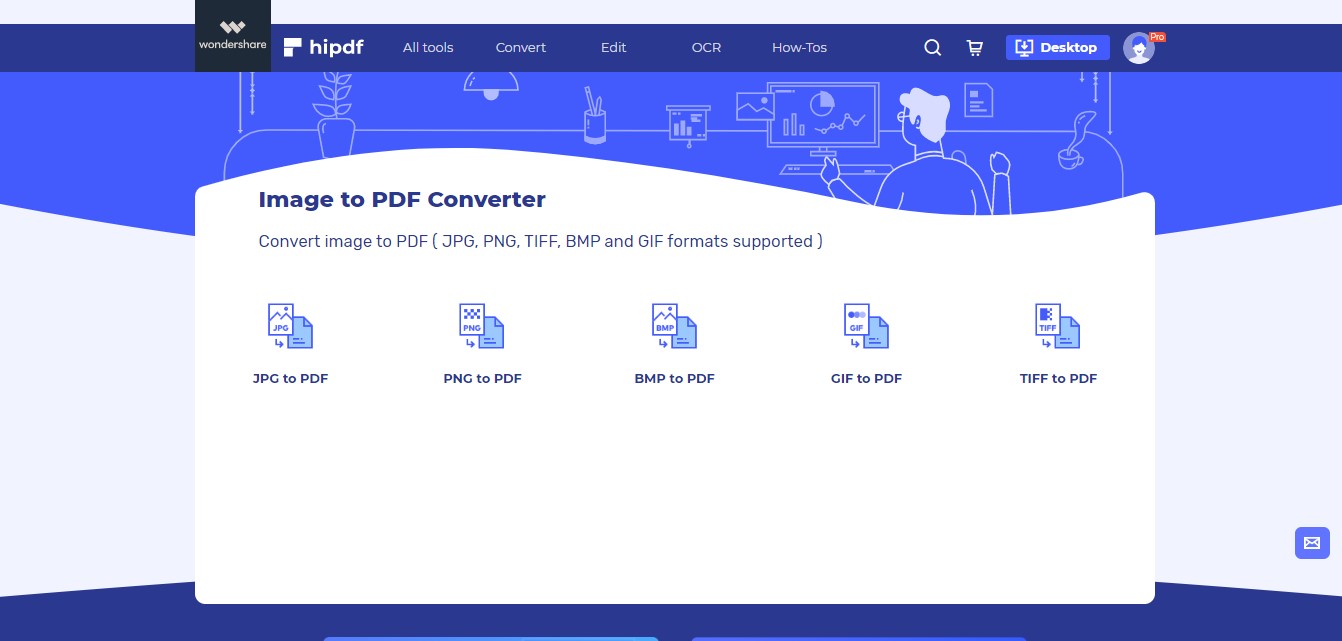 wondershare
hipdf
All tools
Convert
Edit
OCR
How-Tos
Desktop
Pro
Image to PDF Converter
Convert image to PDF ( JPG, PNG, TIFF, BMP and GIF formats supported )
JPG
PNG
BMP
GIF
TIFF
JPG to PDF
PNG to PDF
BMP to PDF
GIF to PDF
TIFF to PDF